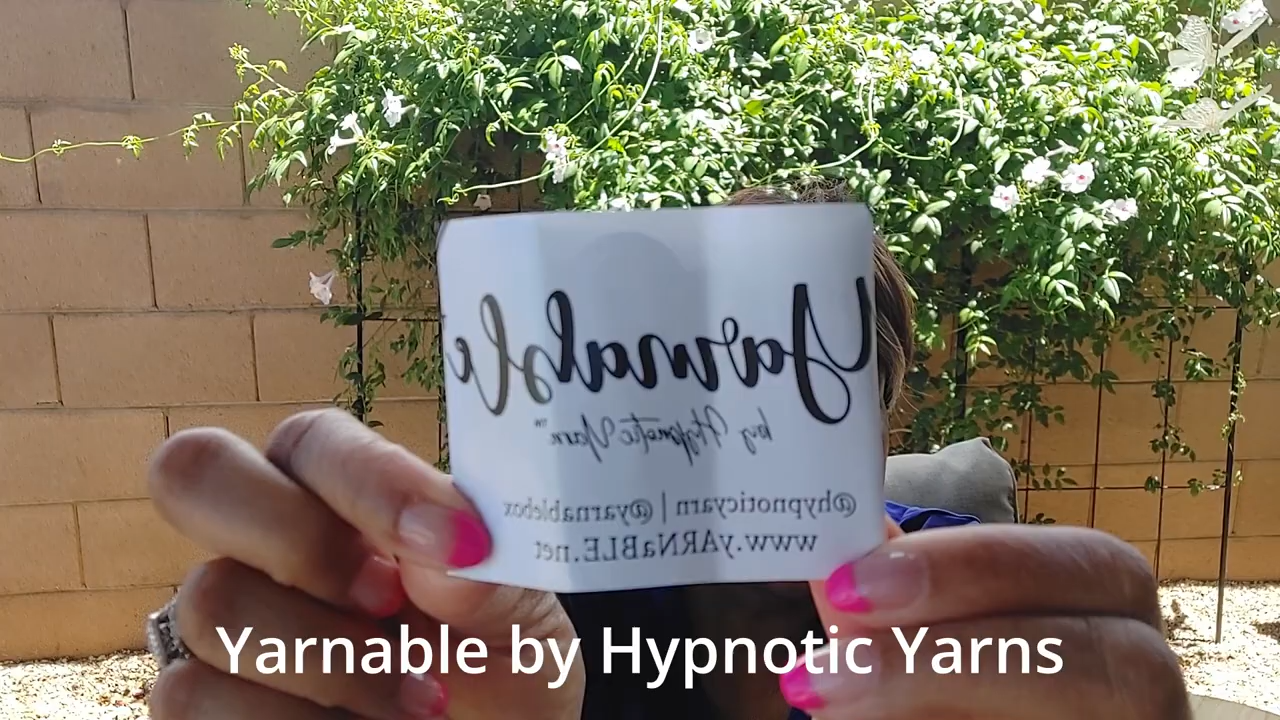 Yarnable
by Hypnotic Yarn™
@hypnoticyarn | @yarnablebox
www.yARNaBLE.net
Yarnable by Hypnotic Yarns